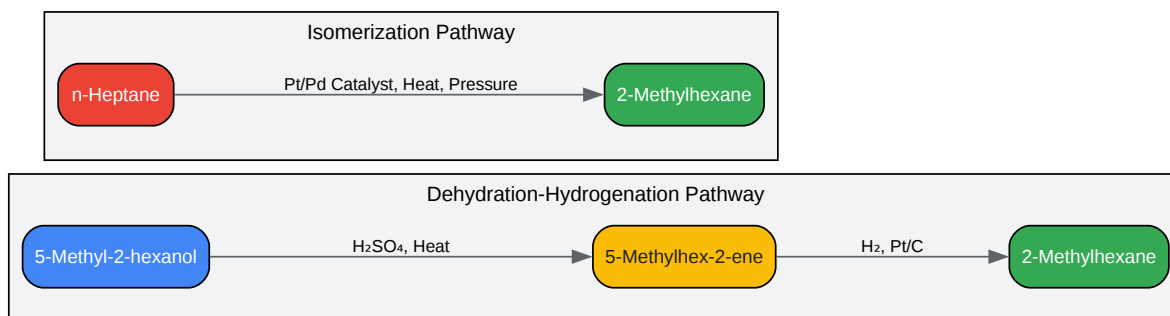 Isomerization Pathway
n-Heptane
Pt/Pd Catalyst, Heat, Pressure
2-Methylhexane
Dehydration-Hydrogenation Pathway
5-Methyl-2-hexanol
H₂SO₄, Heat
5-Methylhex-2-ene
H₂, Pt/C
2-Methylhexane